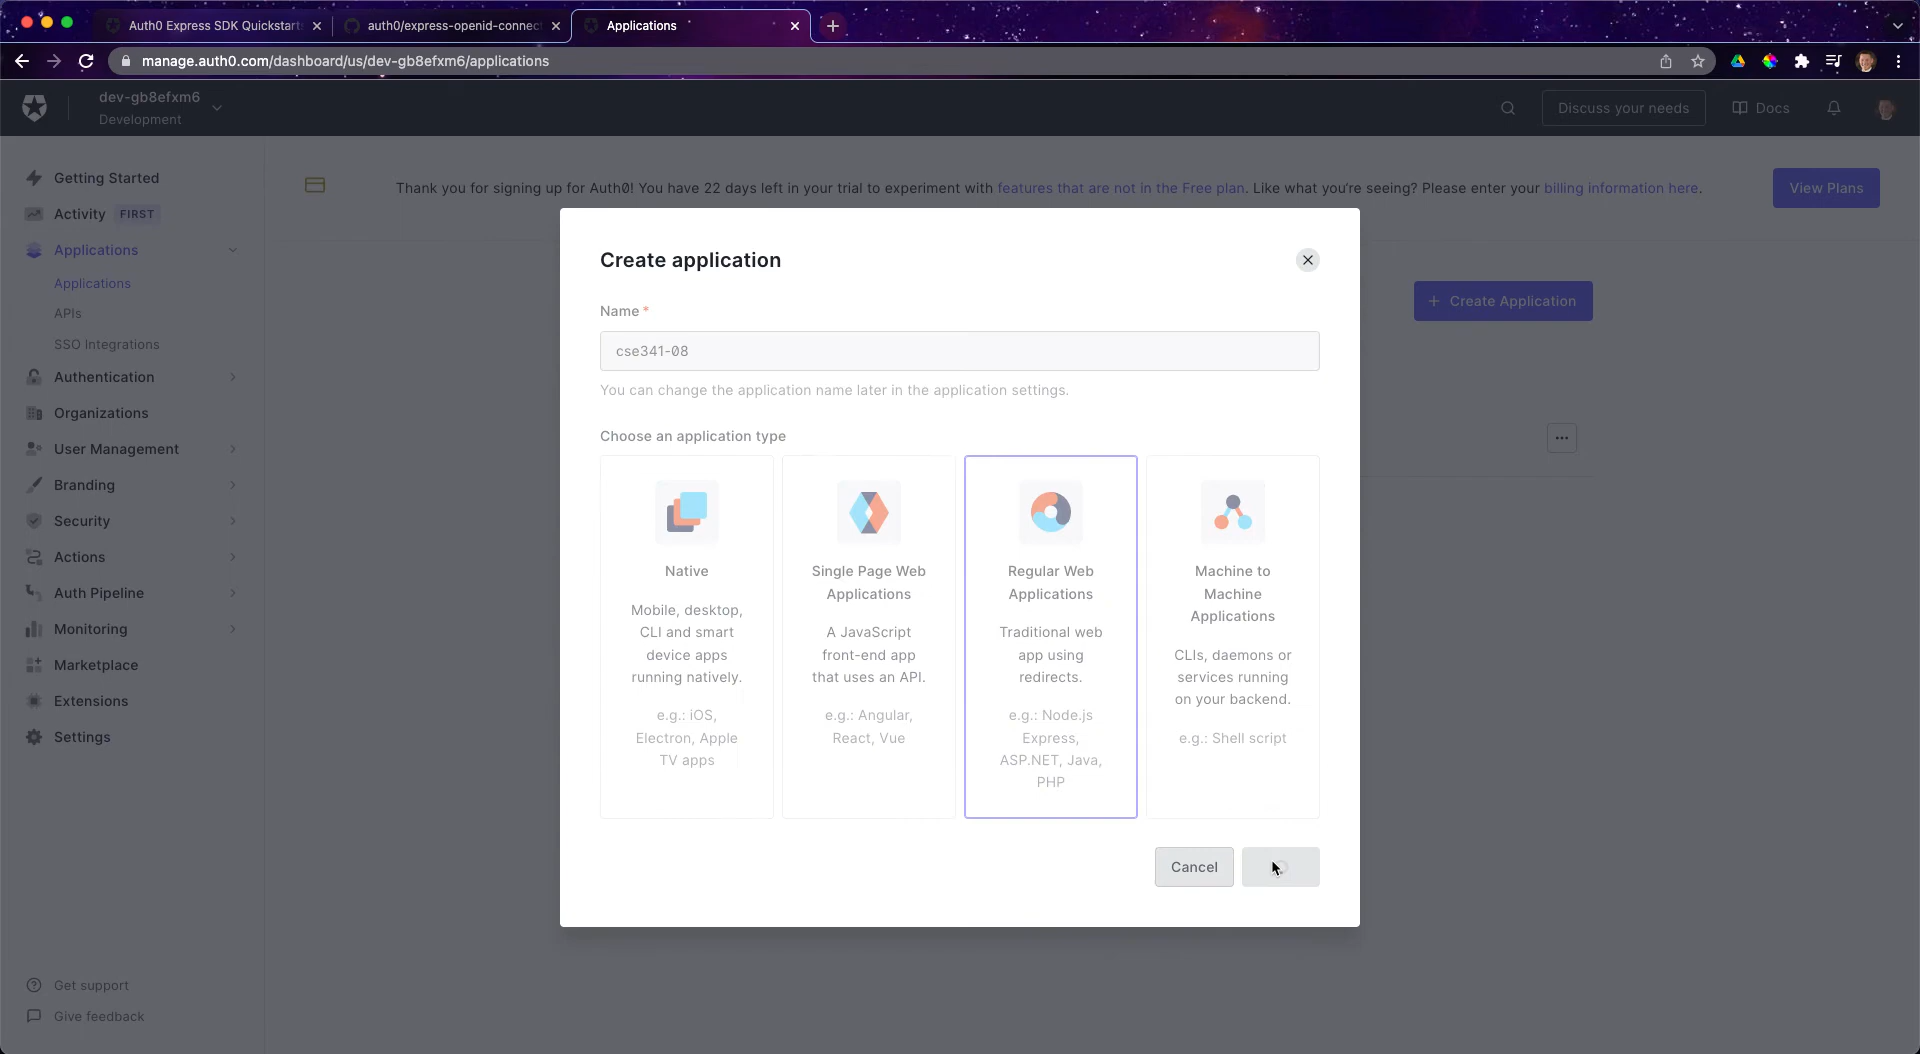 Auth0 Express SDK Quickstarts
auth0/express-openid-connect
Applications
manage.auth0.com/dashboard/us/dev-gb8efxm6/applications
dev-gb8efxm6
Development
Discuss your needs
Docs
Getting Started
Activity FIRST
Applications
Applications
APIs
SSO Integrations
Authentication
Organizations
User Management
Branding
Security
Actions
Auth Pipeline
Monitoring
Marketplace
Extensions
Settings
Get support
Give feedback
Thank you for signing up for Auth0! You have 22 days left in your trial to experiment with features that are not in the Free plan. Like what you're seeing? Please enter your billing information here.
View Plans
+ Create Application
Create application
Name *
cse341-08
You can change the application name later in the application settings.
Choose an application type
Native
Mobile, desktop,
CLI and smart
device apps
running natively.
e.g.: iOS,
Electron, Apple
TV apps
Single Page Web
Applications
A JavaScript
front-end app
that uses an API.
e.g.: Angular,
React, Vue
Regular Web
Applications
Traditional web
app using
redirects.
e.g.: Node.js
Express,
ASP.NET, Java,
PHP
Machine to
Machine
Applications
CLIs, daemons or
services running
on your backend.
e.g.: Shell script
Cancel